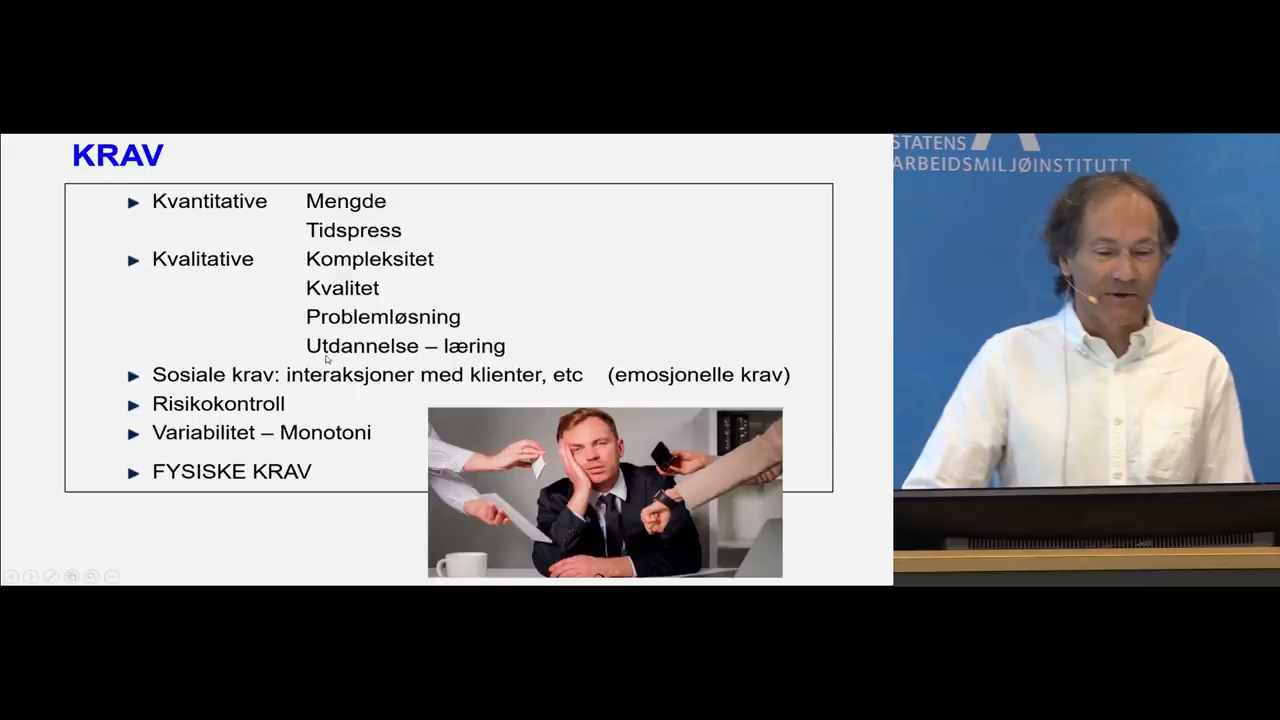 KRAV
► Kvantitative Mengde
Tidspress
► Kvalitative Kompleksitet
Kvalitet
Problemløsning
Utdannelse – læring
► Sosiale krav: interaksjoner med klienter, etc (emosjonelle krav)
► Risikokontroll
► Variabilitet – Monotoni
► FYSISKE KRAV
STATENS
ARBEIDSMILJØINSTITUTT